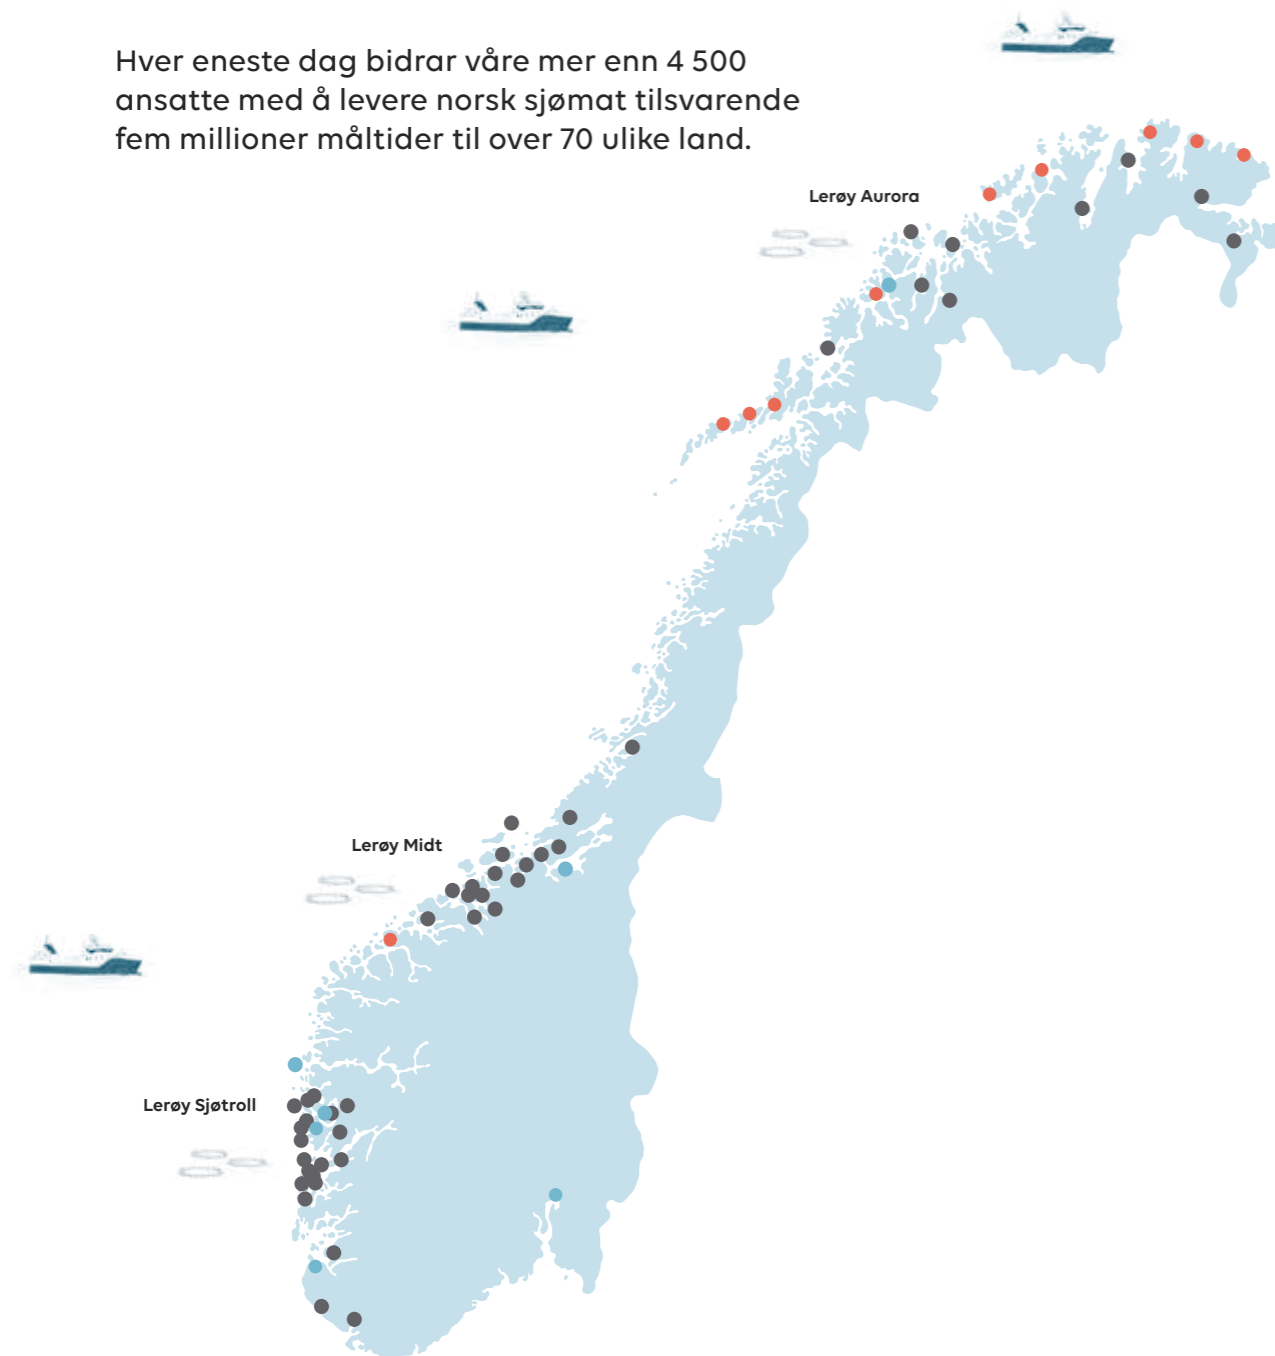 Hver eneste dag bidrar våre mer enn 4 500
ansatte med å levere norsk sjømat tilsvarende
fem millioner måltider til over 70 ulike land.
Lerøy Aurora
Lerøy Midt
Lerøy Sjøtroll